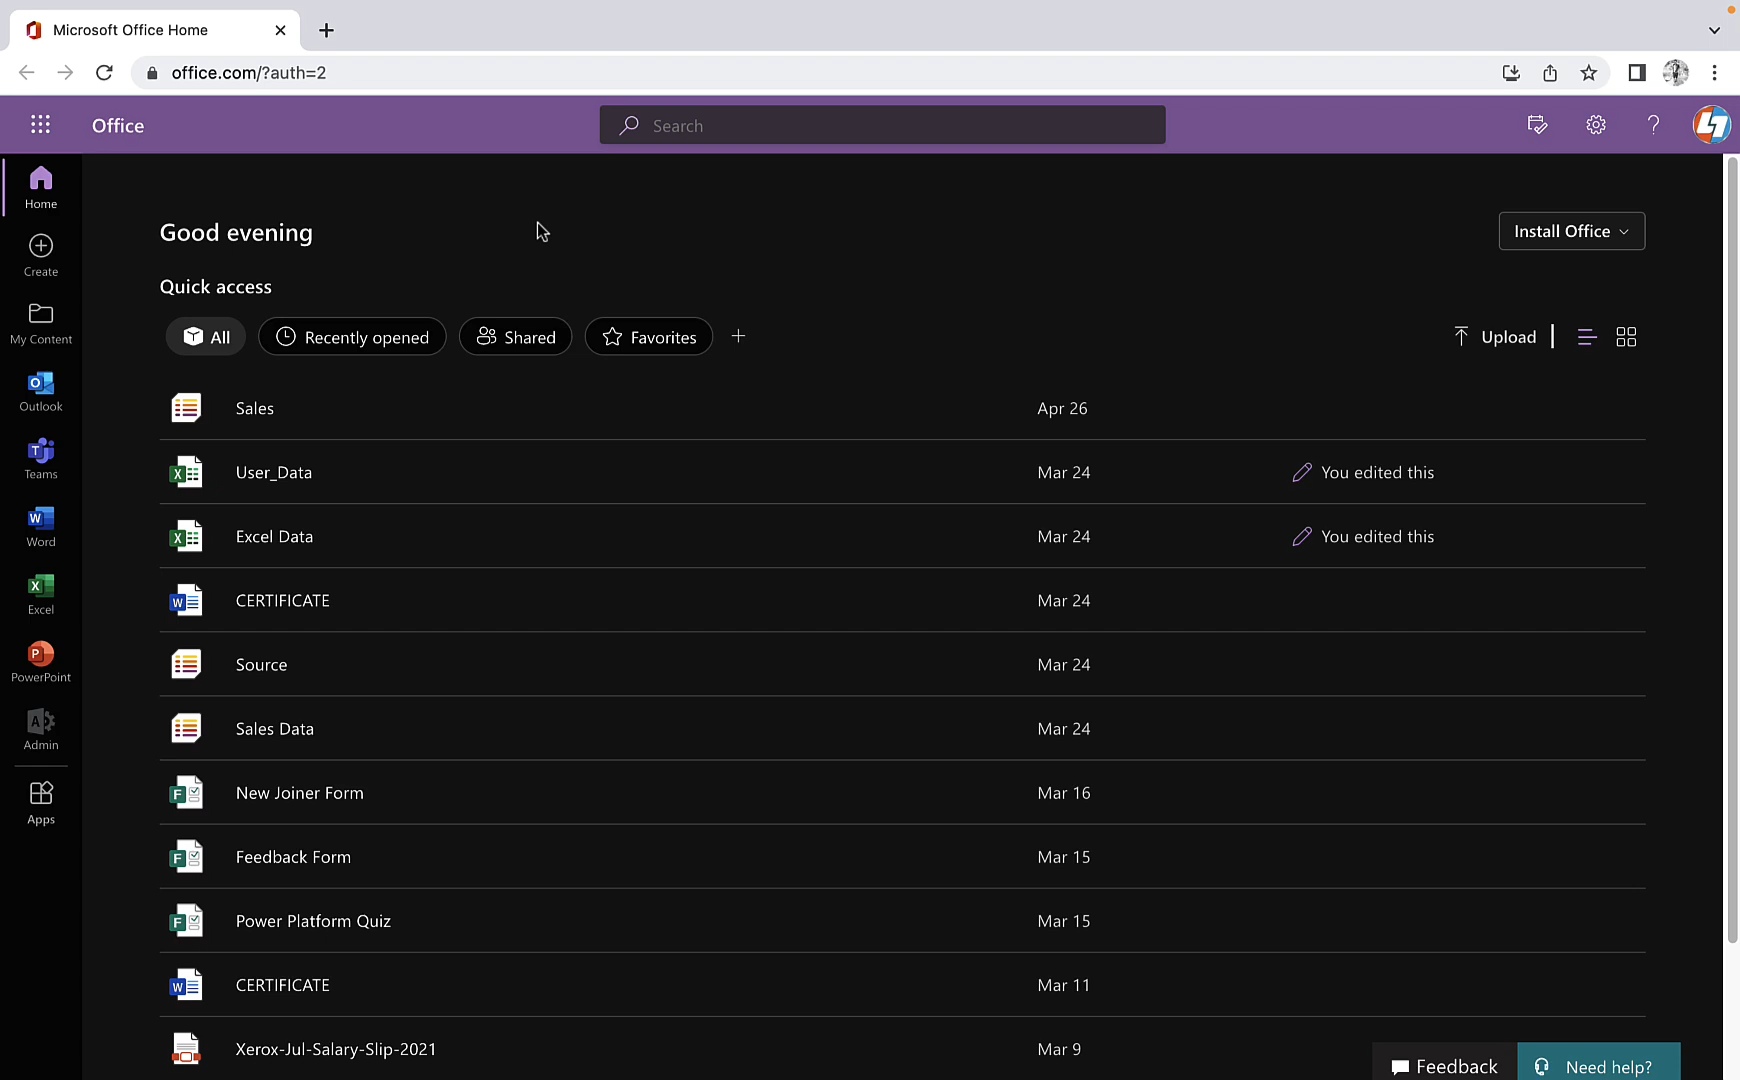 Microsoft Office Home
office.com/?auth=2
Office
Search
Home
Create
My Content
Outlook
Teams
Word
Excel
PowerPoint
Admin
Apps
Good evening
Install Office
Quick access
All
Recently opened
Shared
Favorites
Upload
Sales Apr 26
User_Data Mar 24 You edited this
Excel Data Mar 24 You edited this
CERTIFICATE Mar 24
Source Mar 24
Sales Data Mar 24
New Joiner Form Mar 16
Feedback Form Mar 15
Power Platform Quiz Mar 15
CERTIFICATE Mar 11
Xerox-Jul-Salary-Slip-2021 Mar 9
Feedback
Need help?